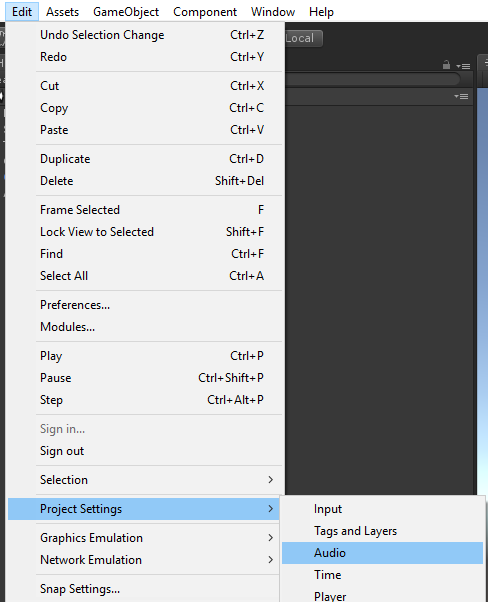 Edit Assets GameObject Component Window Help
Undo Selection Change Ctrl+Z
Local
Redo Ctrl+Y
Cut Ctrl+X
Copy Ctrl+C
Paste Ctrl+V
Duplicate Ctrl+D
Delete Shift+Del
Frame Selected F
Lock View to Selected Shift+F
Find Ctrl+F
Select All Ctrl+A
Preferences...
Modules...
Play Ctrl+P
Pause Ctrl+Shift+P
Step Ctrl+Alt+P
Sign in...
Sign out
Selection
Project Settings
Input
Graphics Emulation
Tags and Layers
Network Emulation
Audio
Time
Snap Settings...
Player